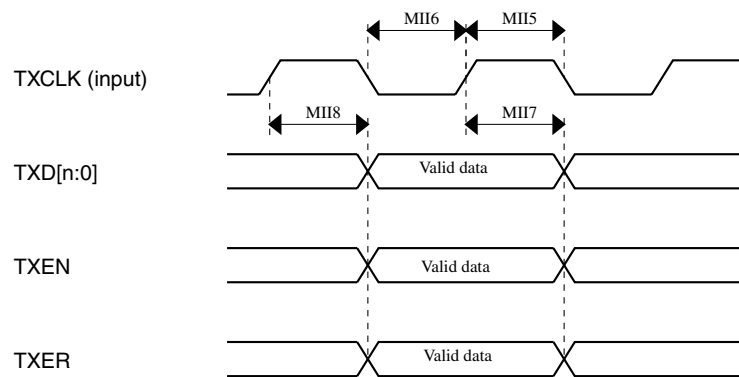 MII6 MII5
TXCLK (input)
MII8 MII7
TXD[n:0] Valid data
TXEN Valid data
TXER Valid data